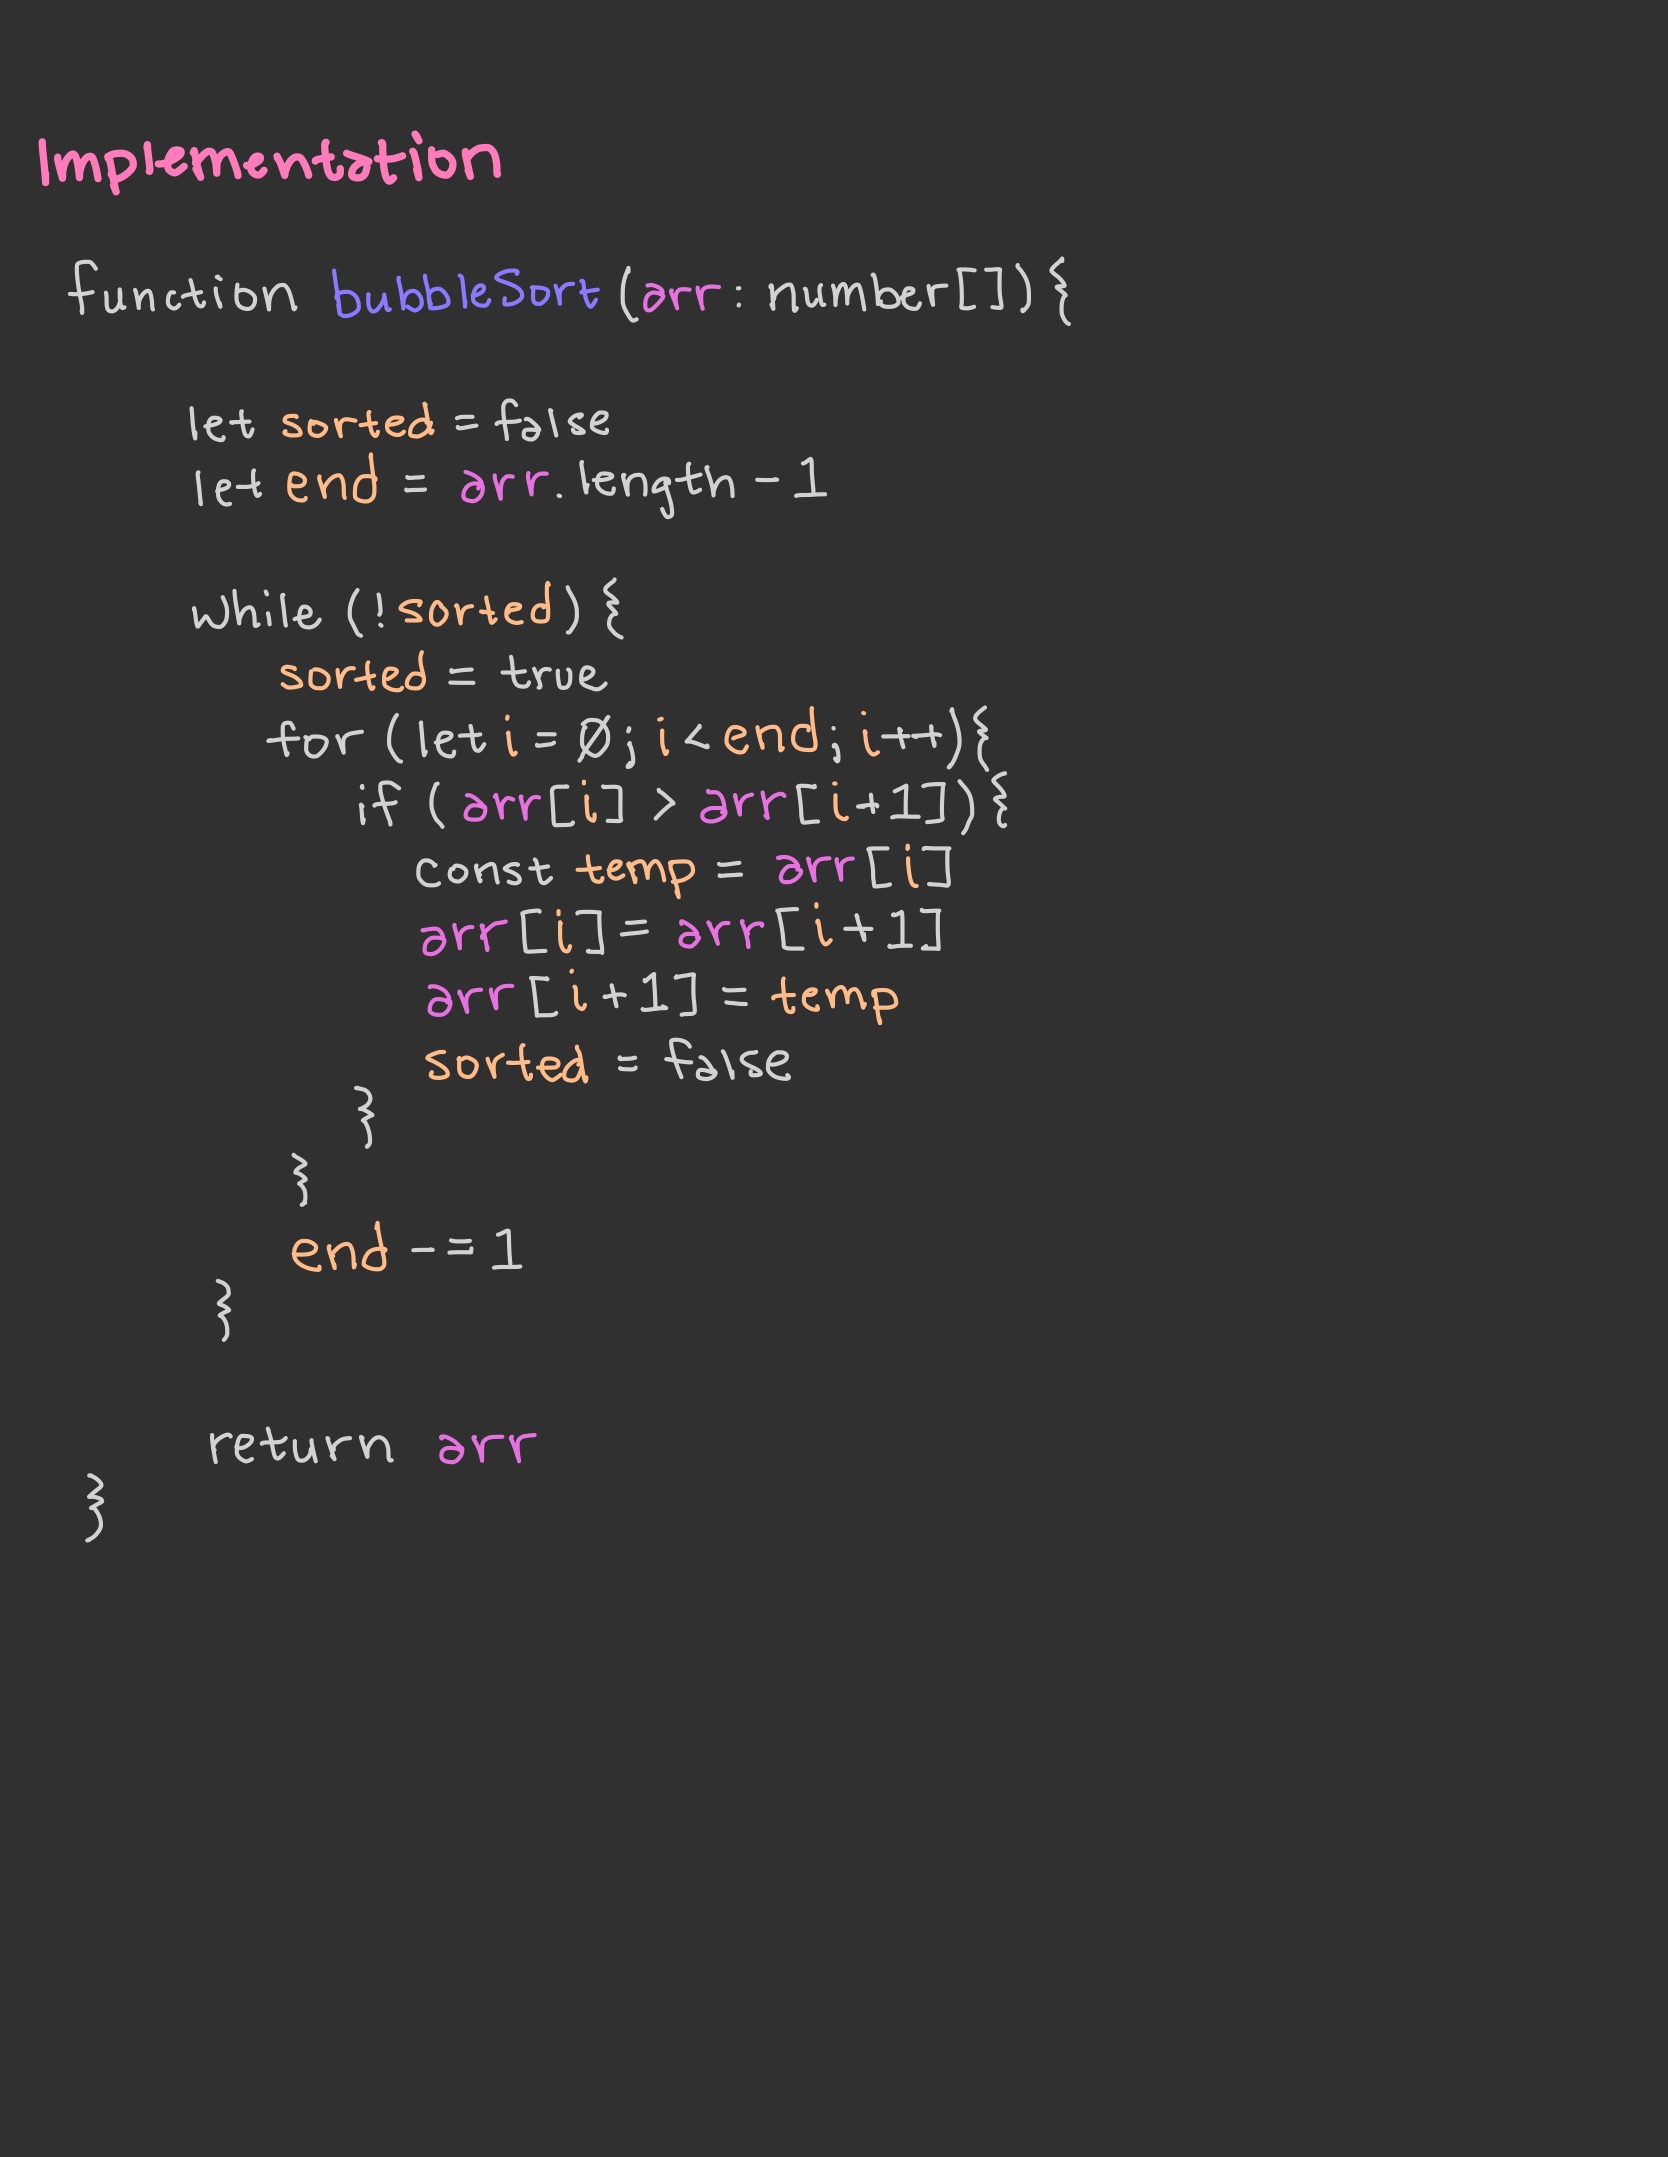 Implementation
function bubbleSort(arr: number[]){
let sorted = false
let end = arr.length - 1
while (!sorted){
sorted = true
for (let i = 0; i < end; i++){
if (arr[i] > arr[i+1]){
const temp = arr[i]
arr[i] = arr[i+1]
arr[i+1] = temp
sorted = false
}
}
end -= 1
}
return arr
}